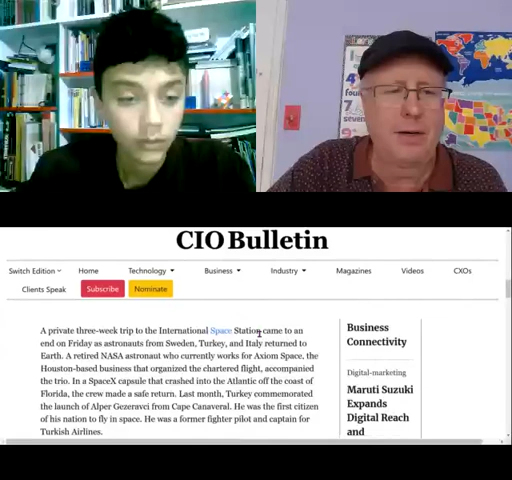 CIO Bulletin
Switch Edition Home Technology Business Industry Magazines Videos CXOs
Clients Speak Subscribe Nominate
A private three-week trip to the International Space Station came to an
end on Friday as astronauts from Sweden, Turkey, and Italy returned to
Earth. A retired NASA astronaut who currently works for Axiom Space, the
Houston-based business that organized the chartered flight, accompanied
the trio. In a SpaceX capsule that crashed into the Atlantic off the coast of
Florida, the crew made a safe return. Last month, Turkey commemorated
the launch of Alper Gezeravci from Cape Canaveral. He was the first citizen
of his nation to fly in space. He was a former fighter pilot and captain for
Turkish Airlines.
Business
Connectivity
Digital-marketing
Maruti Suzuki
Expands
Digital Reach
and